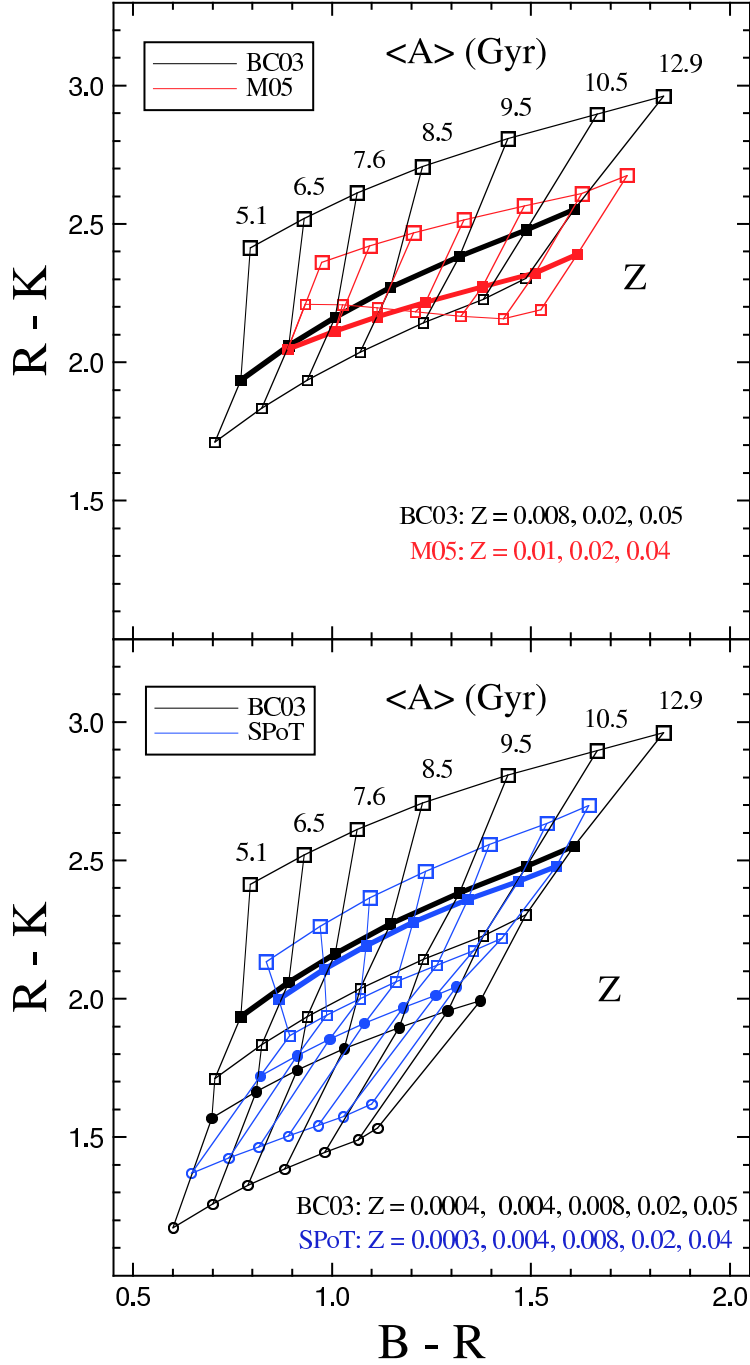 <A> (Gyr)
BC03
M05
12.9
10.5
9.5
8.5
7.6
6.5
5.1
3.0
2.5
2.0
1.5
R - K
Z
BC03: Z = 0.008, 0.02, 0.05
M05: Z = 0.01, 0.02, 0.04
<A> (Gyr)
BC03
SPoT
12.9
10.5
9.5
8.5
7.6
6.5
5.1
3.0
2.5
2.0
1.5
R - K
Z
BC03: Z = 0.0004, 0.004, 0.008, 0.02, 0.05
SPoT: Z = 0.0003, 0.004, 0.008, 0.02, 0.04
0.5 1.0 1.5 2.0
B - R